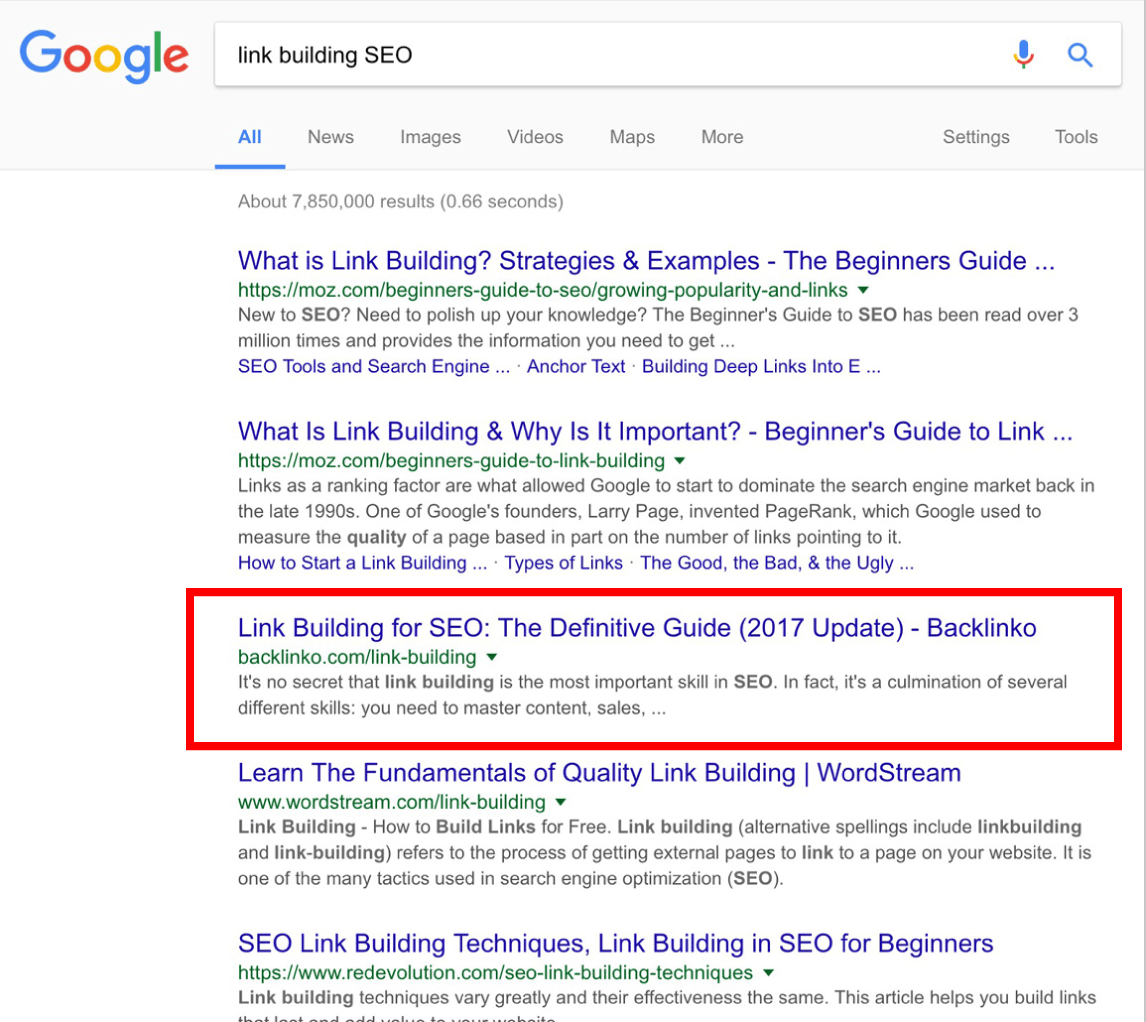 Google
link building SEO
All News Images Videos Maps More Settings Tools
About 7,850,000 results (0.66 seconds)
What is Link Building? Strategies & Examples - The Beginners Guide ...
https://moz.com/beginners-guide-to-seo/growing-popularity-and-links
New to SEO? Need to polish up your knowledge? The Beginner's Guide to SEO has been read over 3
million times and provides the information you need to get ...
SEO Tools and Search Engine ... · Anchor Text · Building Deep Links Into E ...
What Is Link Building & Why Is It Important? - Beginner's Guide to Link ...
https://moz.com/beginners-guide-to-link-building
Links as a ranking factor are what allowed Google to start to dominate the search engine market back in
the late 1990s. One of Google's founders, Larry Page, invented PageRank, which Google used to
measure the quality of a page based in part on the number of links pointing to it.
How to Start a Link Building ... · Types of Links · The Good, the Bad, & the Ugly ...
Link Building for SEO: The Definitive Guide (2017 Update) - Backlinko
backlinko.com/link-building
It's no secret that link building is the most important skill in SEO. In fact, it's a culmination of several
different skills: you need to master content, sales, ...
Learn The Fundamentals of Quality Link Building | WordStream
www.wordstream.com/link-building
Link Building - How to Build Links for Free. Link building (alternative spellings include linkbuilding
and link-building) refers to the process of getting external pages to link to a page on your website. It is
one of the many tactics used in search engine optimization (SEO).
SEO Link Building Techniques, Link Building in SEO for Beginners
https://www.redevolution.com/seo-link-building-techniques
Link building techniques vary greatly and their effectiveness the same. This article helps you build links
that last and add value to your website.